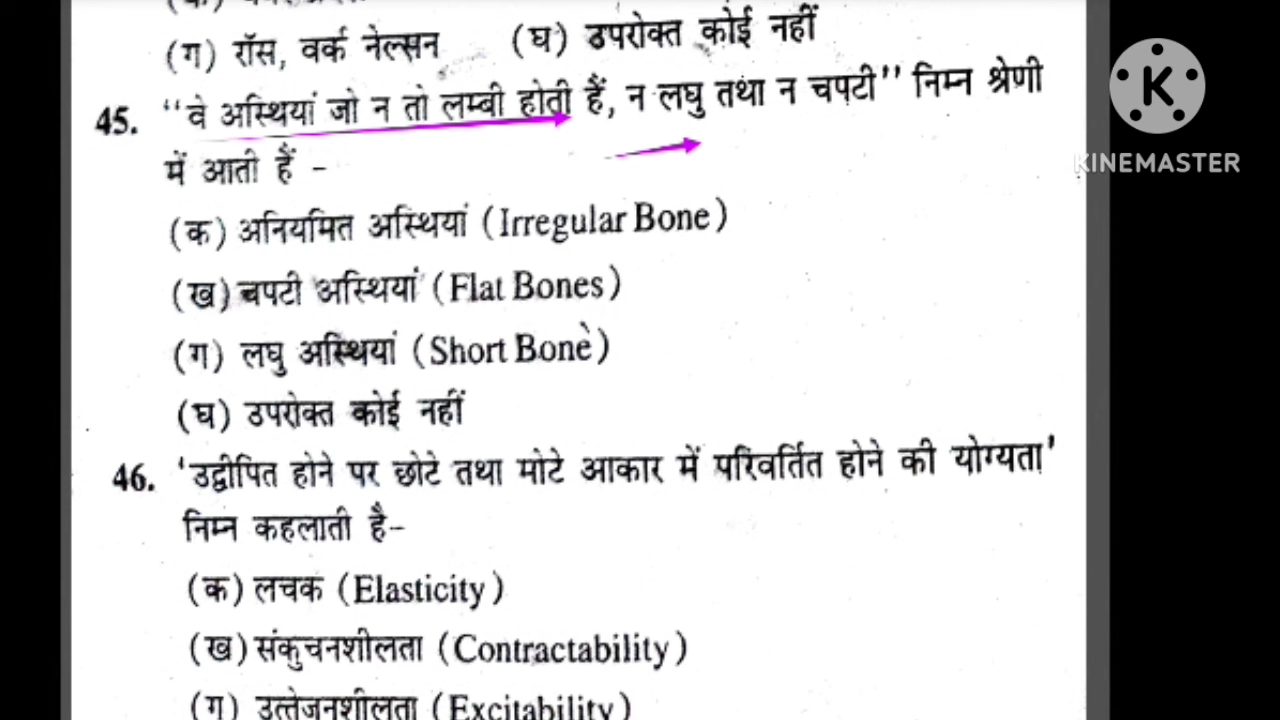 (ग) रॉस, वर्क नेल्सन (घ) उपरोक्त कोई नहीं
45. ''वे अस्थियां जो न तो लम्बी होती हैं, न लघु तथा न चपटी'' निम्न श्रेणी
में आती हैं -
(क) अनियमित अस्थियां (Irregular Bone)
(ख) चपटी अस्थियां (Flat Bones)
(ग) लघु अस्थियां (Short Bone)
(घ) उपरोक्त कोई नहीं
46. 'उद्वीपित होने पर छोटे तथा मोटे आकार में परिवर्तित होने की योग्यता'
निम्न कहलाती है-
(क) लचक (Elasticity)
(ख) संकुचनशीलता (Contractability)
(ग) उत्तेजनशीलता (Excitability)
K
KINEMASTER